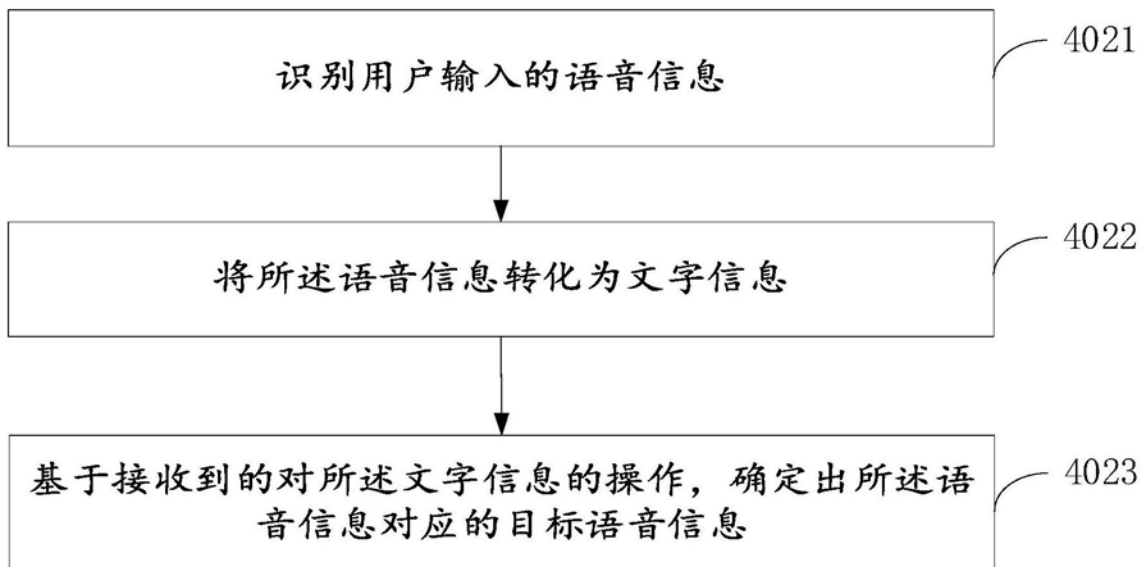 识别用户输入的语音信息
4021
将所述语音信息转化为文字信息
4022
基于接收到的对所述文字信息的操作，确定出所述语
音信息对应的目标语音信息
4023